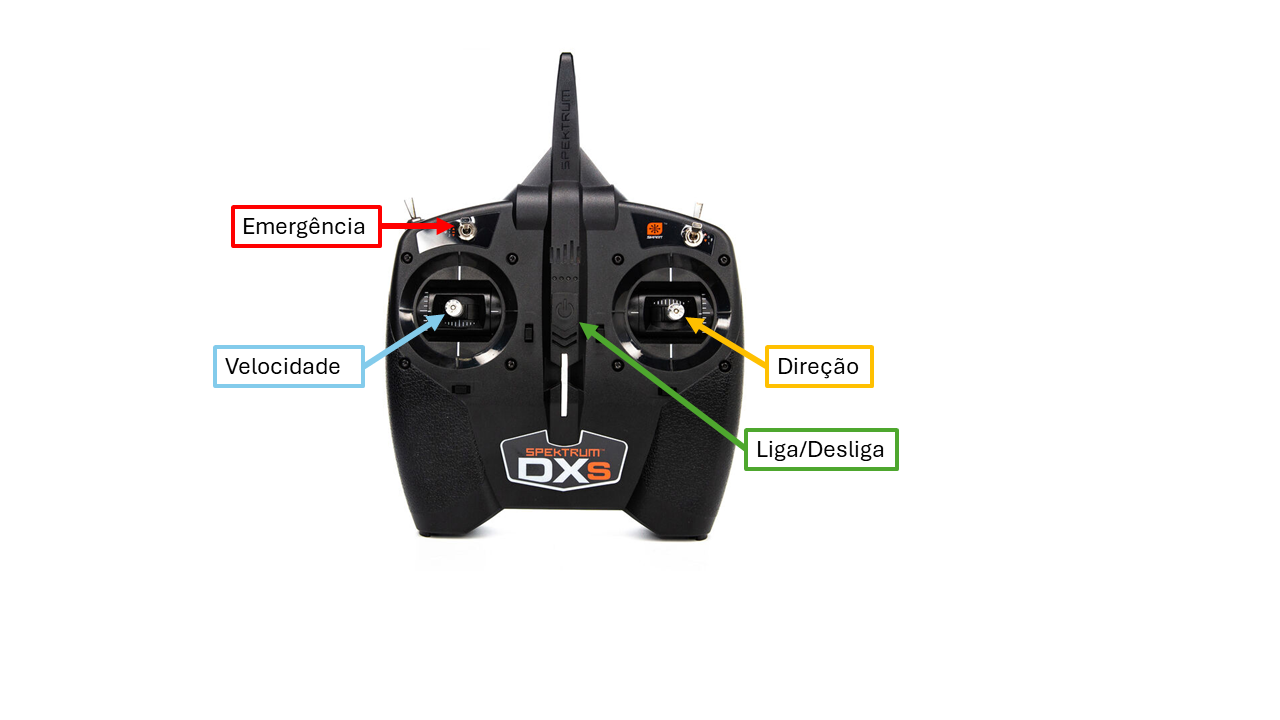 SPEKTRUM
Emergência
Velocidade
Direção
Liga/Desliga
SPEKTRUM
DXs